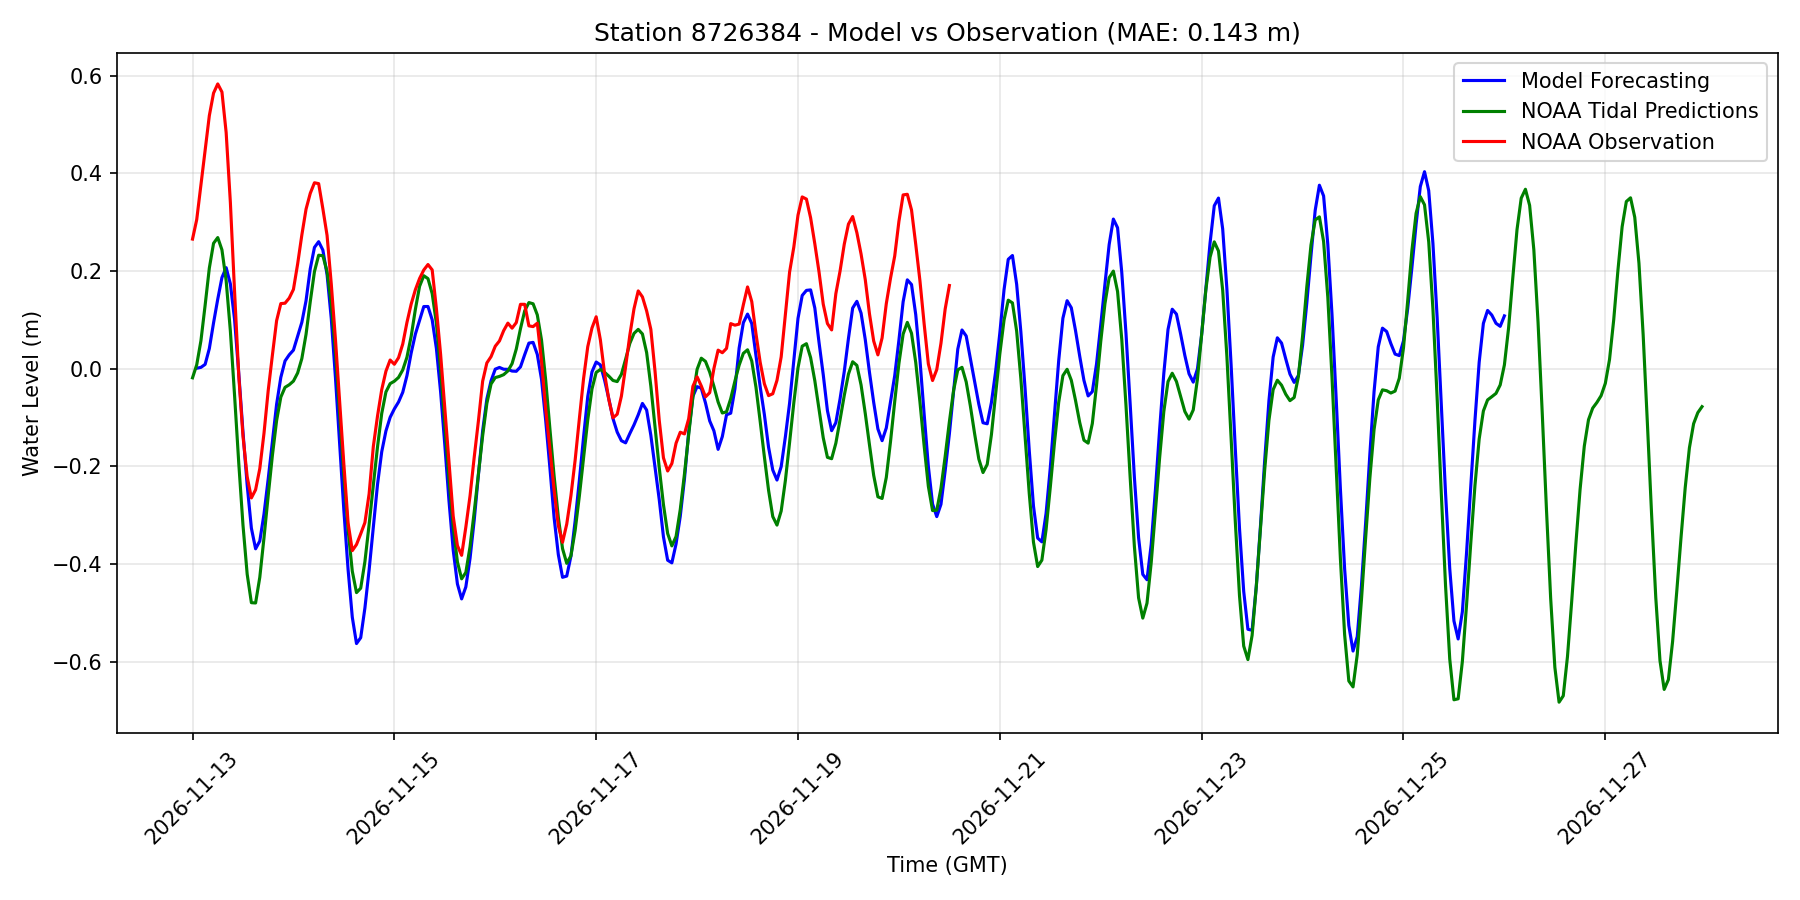 Station 8726384 - Model vs Observation (MAE: 0.143 m)
Model Forecasting
NOAA Tidal Predictions
NOAA Observation
Water Level (m)
0.6
0.4
0.2
0.0
−0.2
−0.4
−0.6
2026-11-13
2026-11-15
2026-11-17
2026-11-19
2026-11-21
2026-11-23
2026-11-25
2026-11-27
Time (GMT)